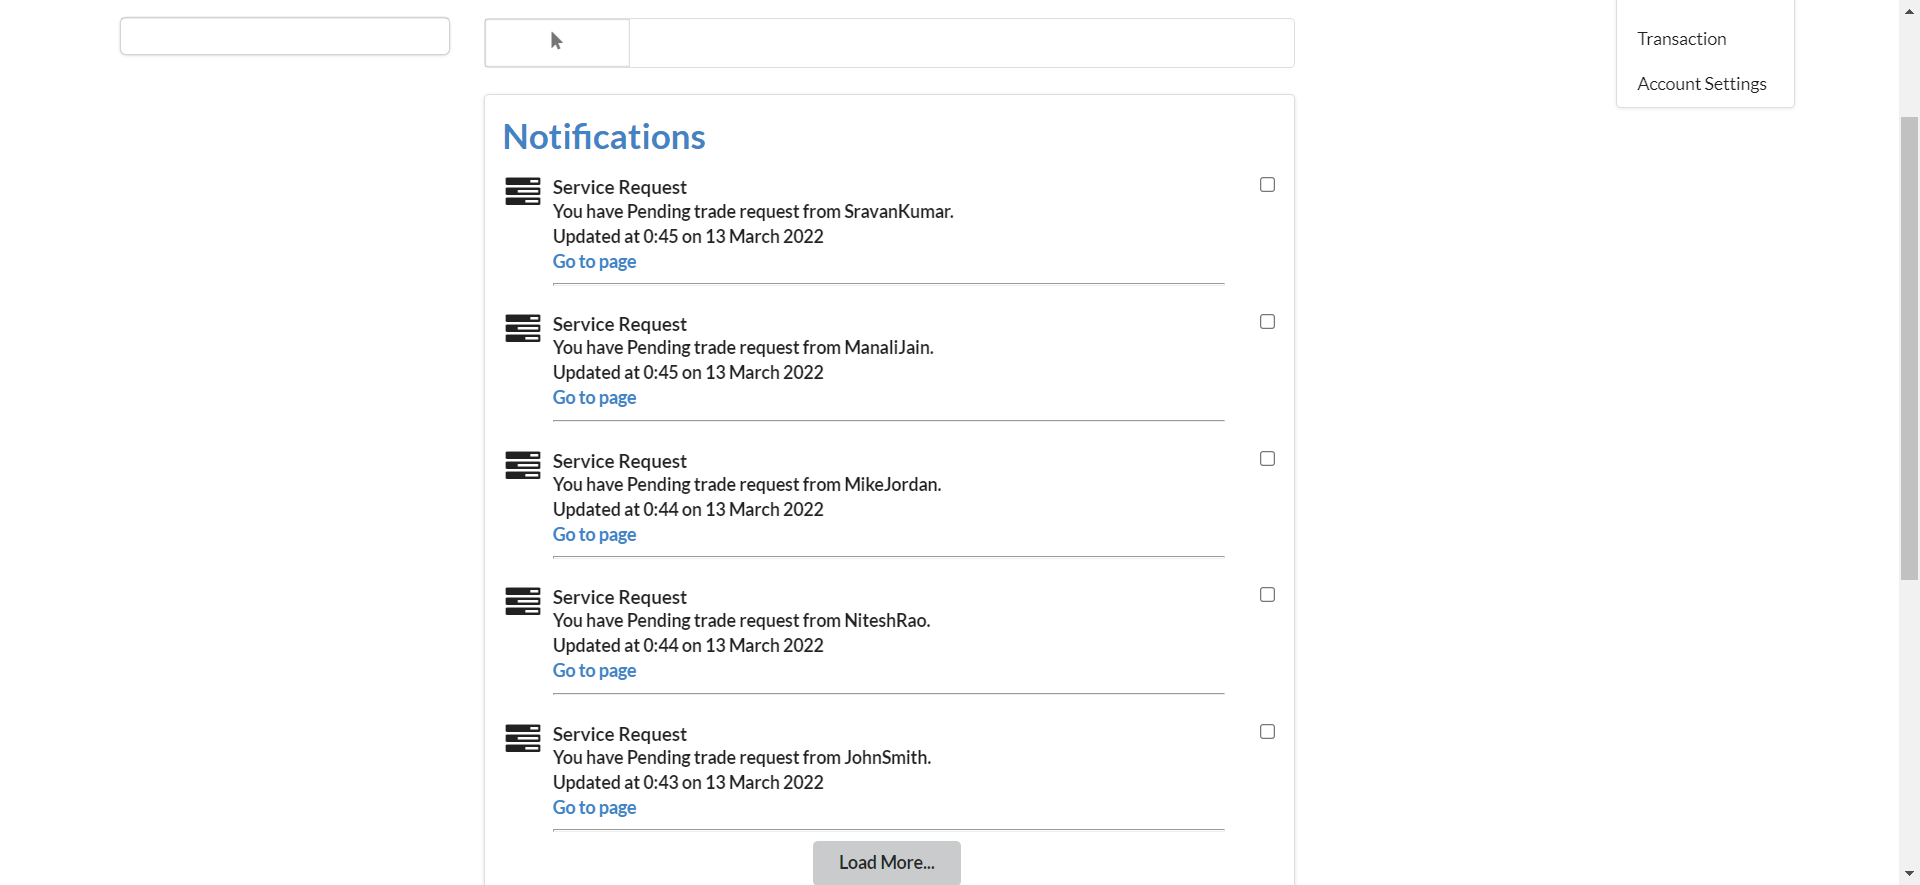 Transaction
Account Settings
Notifications
Service Request
You have Pending trade request from SravanKumar.
Updated at 0:45 on 13 March 2022
Go to page
Service Request
You have Pending trade request from ManaliJain.
Updated at 0:45 on 13 March 2022
Go to page
Service Request
You have Pending trade request from MikeJordan.
Updated at 0:44 on 13 March 2022
Go to page
Service Request
You have Pending trade request from NiteshRao.
Updated at 0:44 on 13 March 2022
Go to page
Service Request
You have Pending trade request from JohnSmith.
Updated at 0:43 on 13 March 2022
Go to page
Load More...